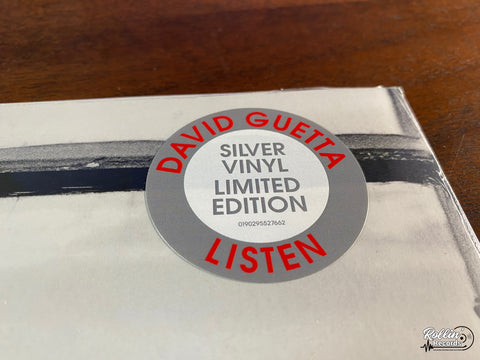 DAVID GUETTA
SILVER
VINYL
LIMITED
EDITION
0190295527662
LISTEN
Rollin'
Records